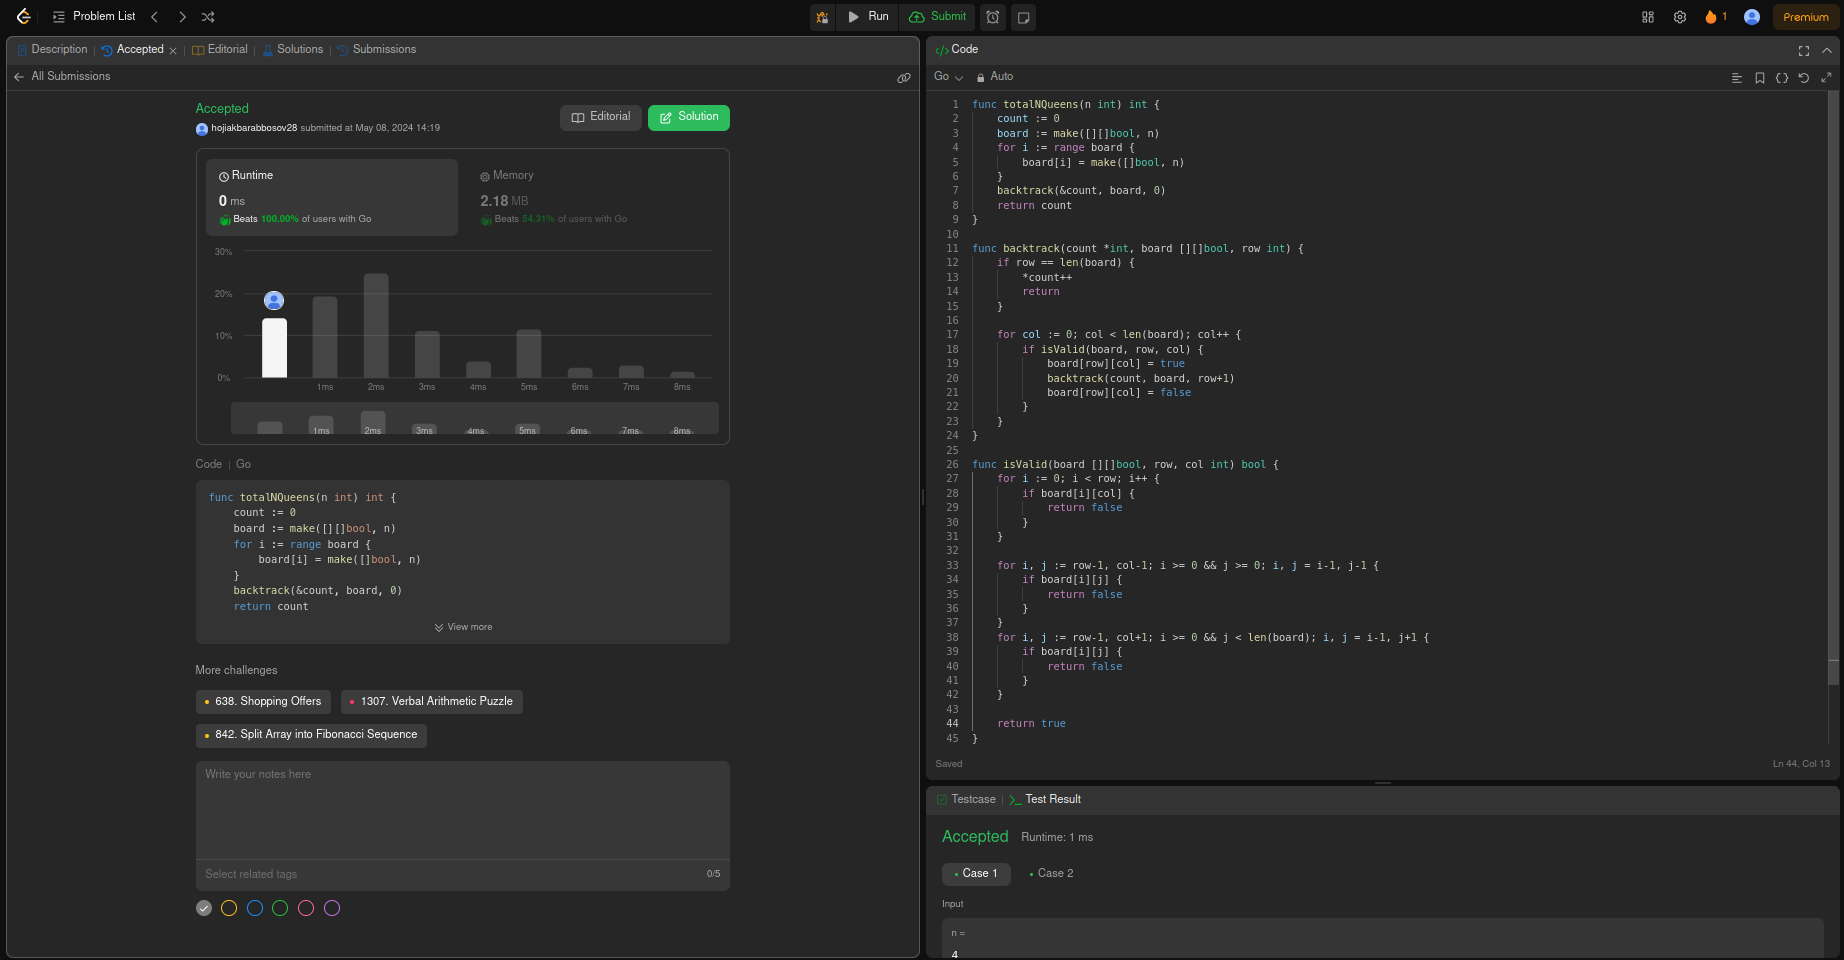 Problem List
Run
Submit
1
Premium
Description | Accepted | Editorial | Solutions | Submissions
All Submissions
Accepted
hojiakbarabbosov28 submitted at May 08, 2024 14:19
Editorial
Solution
Runtime
0 ms
Beats 100.00% of users with Go
Memory
2.18 MB
Beats 54.31% of users with Go
30%
20%
10%
0%
1ms 2ms 3ms 4ms 5ms 6ms 7ms 8ms
1ms 2ms 3ms 4ms 5ms 6ms 7ms 8ms
Code | Go
func totalNQueens(n int) int {
    count := 0
    board := make([][]bool, n)
    for i := range board {
        board[i] = make([]bool, n)
    }
    backtrack(&count, board, 0)
    return count
View more
More challenges
638. Shopping Offers
1307. Verbal Arithmetic Puzzle
842. Split Array into Fibonacci Sequence
Write your notes here
Select related tags
0/5
</>Code
Go
Auto
1 func totalNQueens(n int) int {
2     count := 0
3     board := make([][]bool, n)
4     for i := range board {
5         board[i] = make([]bool, n)
6     }
7     backtrack(&count, board, 0)
8     return count
9 }
10
11 func backtrack(count *int, board [][]bool, row int) {
12     if row == len(board) {
13         *count++
14         return
15     }
16
17     for col := 0; col < len(board); col++ {
18         if isValid(board, row, col) {
19             board[row][col] = true
20             backtrack(count, board, row+1)
21             board[row][col] = false
22         }
23     }
24 }
25
26 func isValid(board [][]bool, row, col int) bool {
27     for i := 0; i < row; i++ {
28         if board[i][col] {
29             return false
30         }
31     }
32
33     for i, j := row-1, col-1; i >= 0 && j >= 0; i, j = i-1, j-1 {
34         if board[i][j] {
35             return false
36         }
37     }
38     for i, j := row-1, col+1; i >= 0 && j < len(board); i, j = i-1, j+1 {
39         if board[i][j] {
40             return false
41         }
42     }
43
44     return true
45 }
Saved
Ln 44, Col 13
Testcase | >_ Test Result
Accepted
Runtime: 1 ms
Case 1
Case 2
Input
n =
4